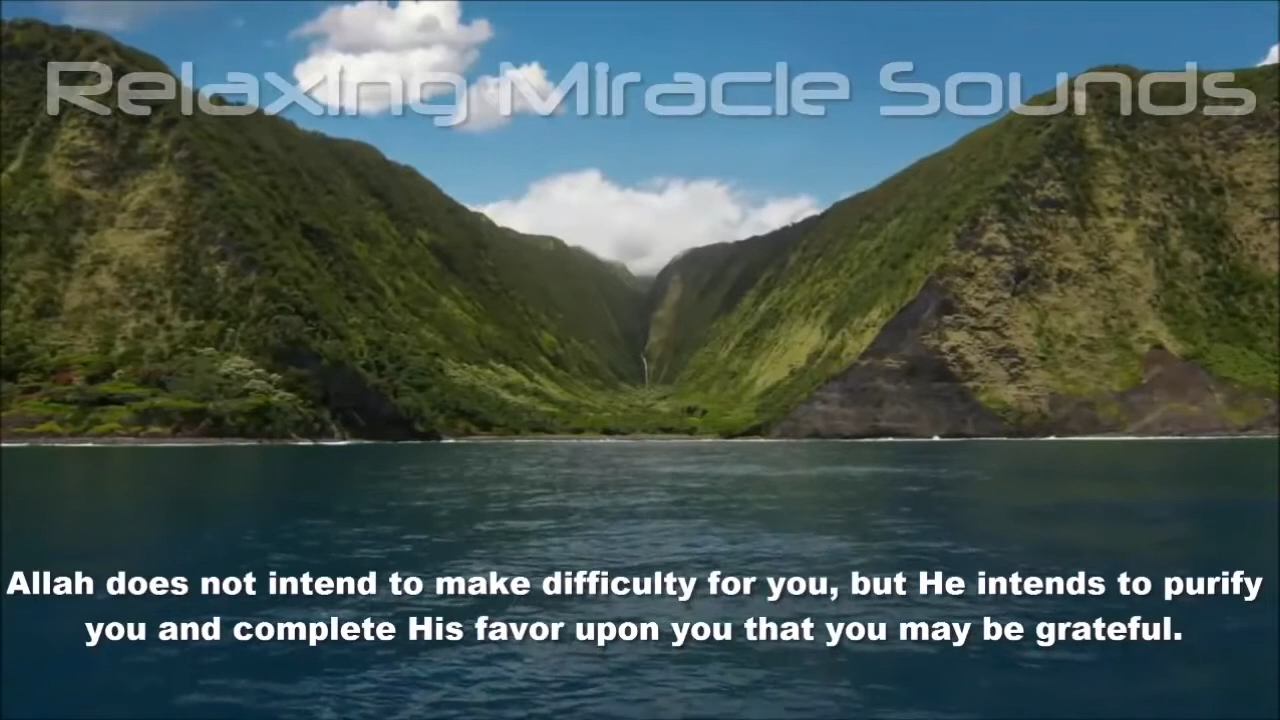 Relaxing Miracle Sounds
Allah does not intend to make difficulty for you, but He intends to purify
you and complete His favor upon you that you may be grateful.